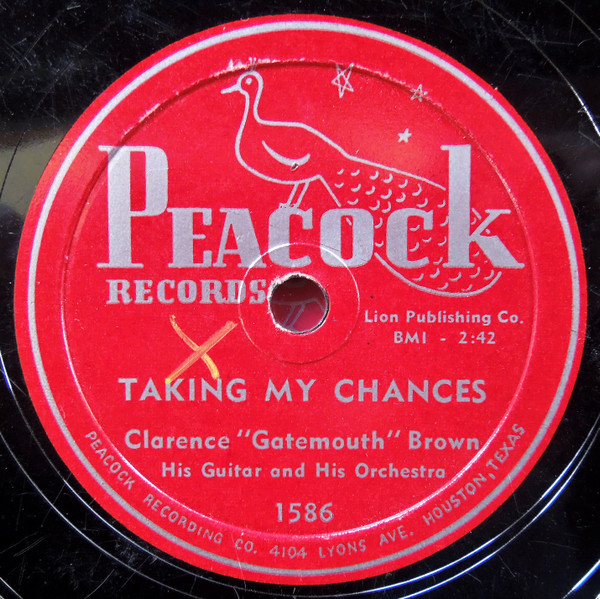 PEACOCK
RECORDS
Lion Publishing Co.
BMI - 2:42
X
TAKING MY CHANCES
Clarence "Gatemouth" Brown
His Guitar and His Orchestra
1586
PEACOCK RECORDING CO. 4104 LYONS AVE. HOUSTON, TEXAS